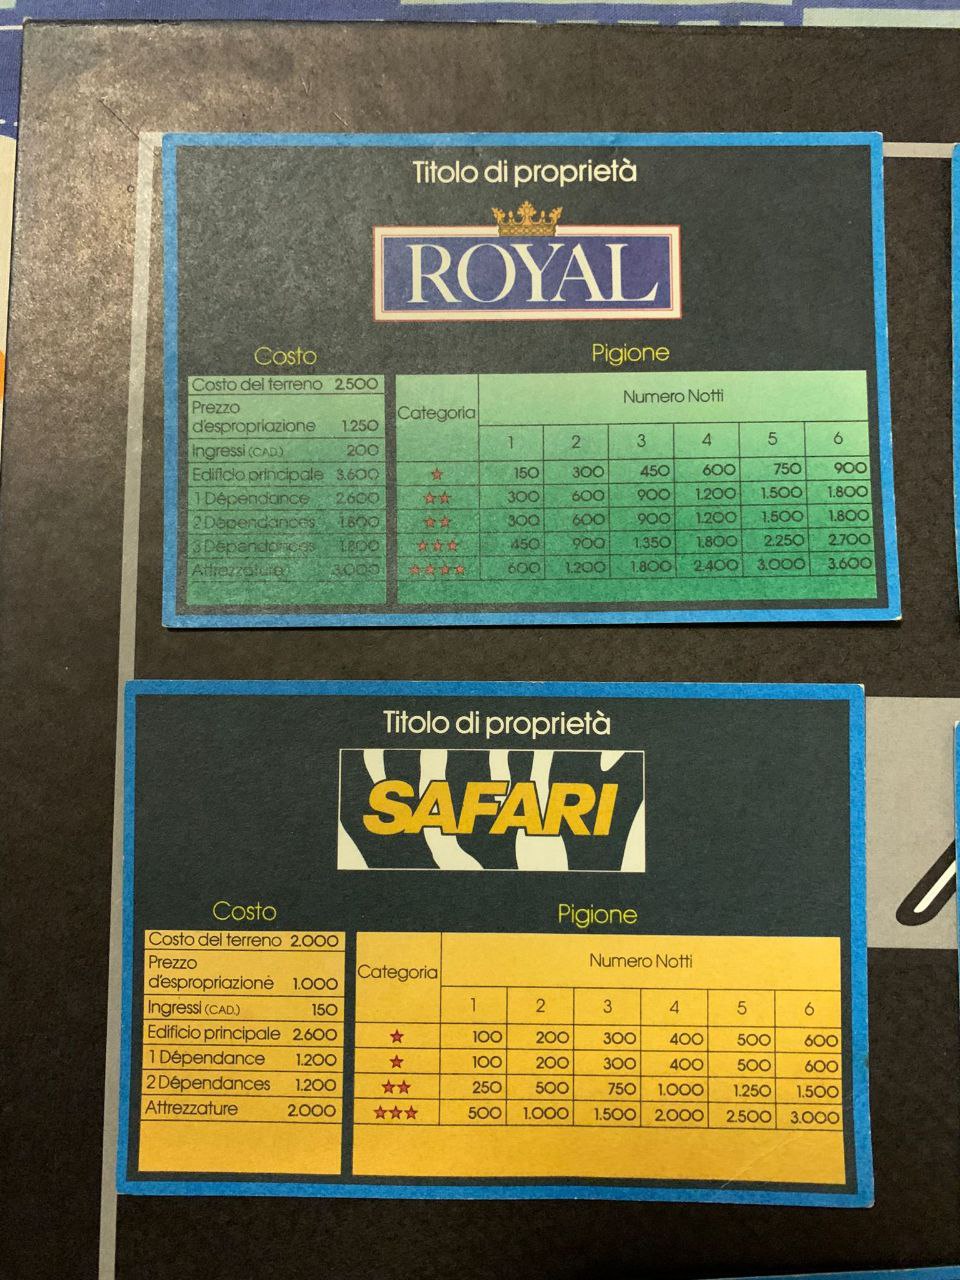 Titolo di proprietà
ROYAL
Costo
Pigione
Costo del terreno 2.500
Prezzo
d'espropriazione 1.250
Ingressi (CAD.) 200
Edificio principale 3.600
1 Dépendance 2.600
2 Dépendances 1.800
3 Dépendances 1.800
Attrezzature 3.000
Categoria Numero Notti
1 2 3 4 5 6
★ 150 300 450 600 750 900
★★ 300 600 900 1.200 1.500 1.800
★★ 300 600 900 1.200 1.500 1.800
★★★ 450 900 1.350 1.800 2.250 2.700
★★★★ 600 1.200 1.800 2.400 3.000 3.600
Titolo di proprietà
SAFARI
Costo
Pigione
Costo del terreno 2.000
Prezzo
d'espropriazione 1.000
Ingressi (CAD.) 150
Edificio principale 2.600
1 Dépendance 1.200
2 Dépendances 1.200
Attrezzature 2.000
Categoria Numero Notti
1 2 3 4 5 6
★ 100 200 300 400 500 600
★ 100 200 300 400 500 600
★★ 250 500 750 1.000 1.250 1.500
★★★ 500 1.000 1.500 2.000 2.500 3.000